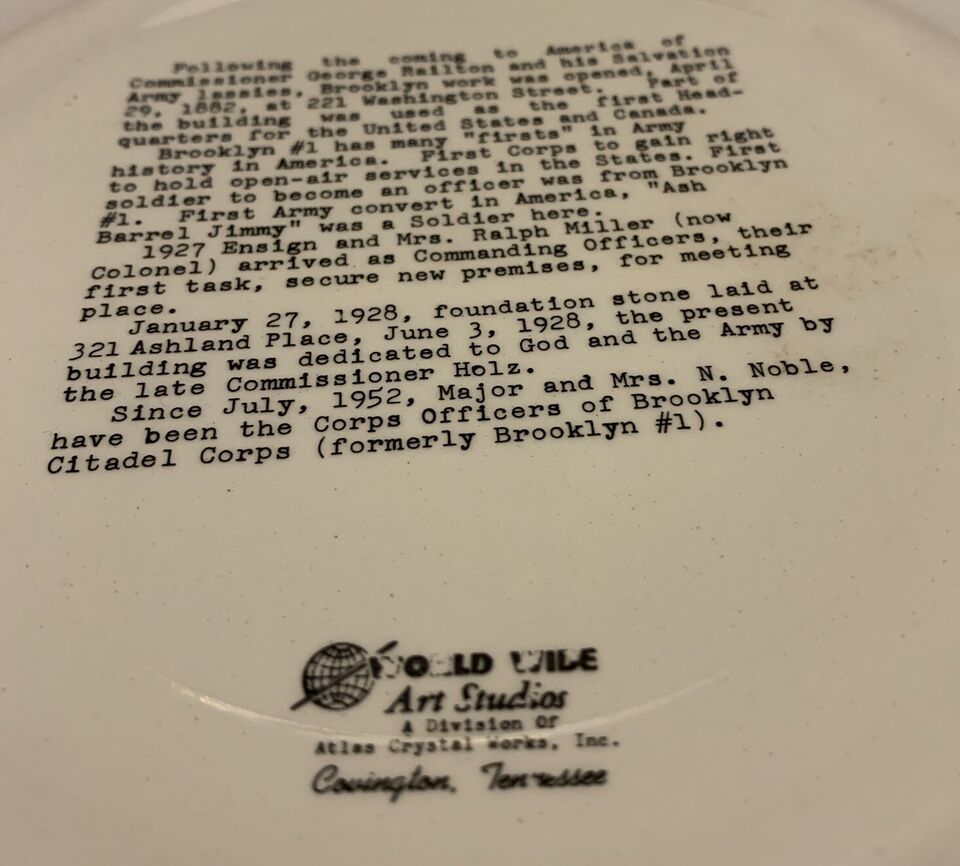 Following the coming to America of
Commissioner George Railton and his Salvation
Army lassies, Brooklyn work was opened, April
29, 1882, at 221 Washington Street. Part of
the building was used as the first Head-
quarters for the United States and Canada.
Brooklyn #1 has many "firsts" in Army
history in America. First Corps to gain right
to hold open-air services in the States. First
soldier to become an officer was from Brooklyn
#1. First Army convert in America, "Ash
Barrel Jimmy" was a Soldier here.
1927 Ensign and Mrs. Ralph Miller (now
Colonel) arrived as Commanding Officers, their
first task, secure new premises, for meeting
place.
January 27, 1928, foundation stone laid at
321 Ashland Place, June 3, 1928, the present
building was dedicated to God and the Army by
the late Commissioner Holz.
Since July, 1952, Major and Mrs. N. Noble,
have been the Corps Officers of Brooklyn
Citadel Corps (formerly Brooklyn #1).
WORLD WIDE
Art Studios
A Division Of
Atlas Crystal Works, Inc.
Covington, Tennessee